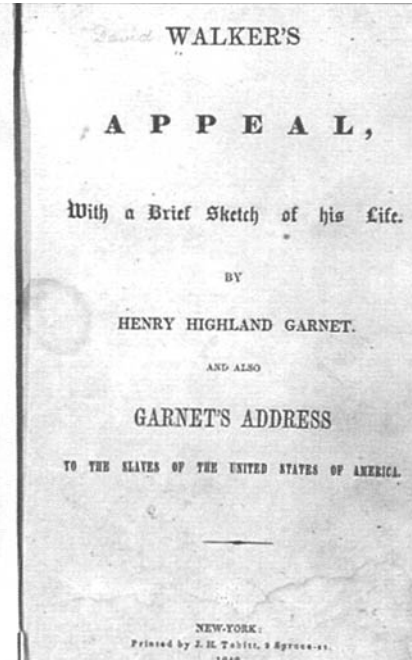 David WALKER'S
APPEAL,
With a Brief Sketch of his Life.
BY
HENRY HIGHLAND GARNET.
AND ALSO
GARNET'S ADDRESS
TO THE SLAVES OF THE UNITED STATES OF AMERICA.
NEW-YORK:
Printed by J. H. Tobitt, 9 Spruce-st.